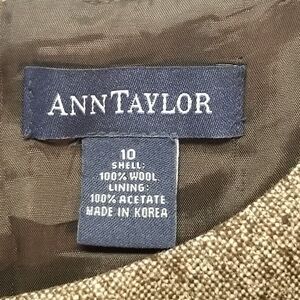 ANNTAYLOR
10
SHELL:
100% WOOL
LINING:
100% ACETATE
MADE IN KOREA